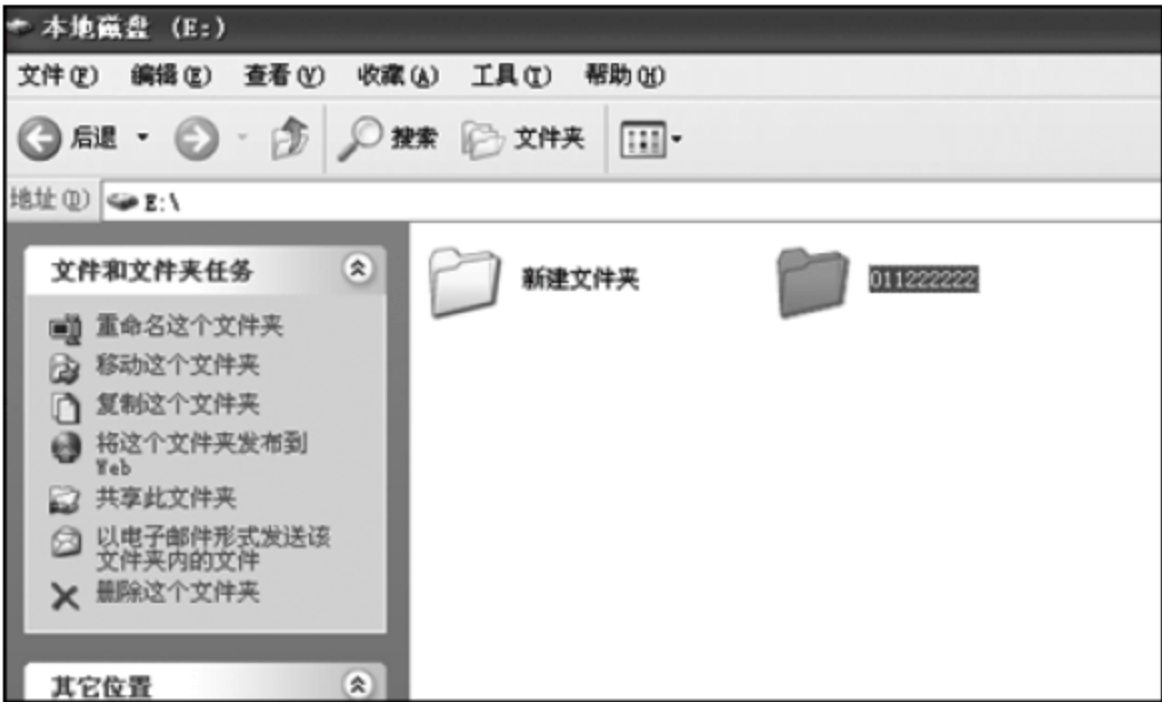 本地磁盘 (E:)
文件(F) 编辑(E) 查看(V) 收藏(A) 工具(T) 帮助(H)
后退 搜索 文件夹
地址(D) E:\
文件和文件夹任务
重命名这个文件夹
移动这个文件夹
复制这个文件夹
将这个文件夹发布到
Web
共享此文件夹
以电子邮件形式发送该
文件夹内的文件
删除这个文件夹
其它位置
新建文件夹 011222222